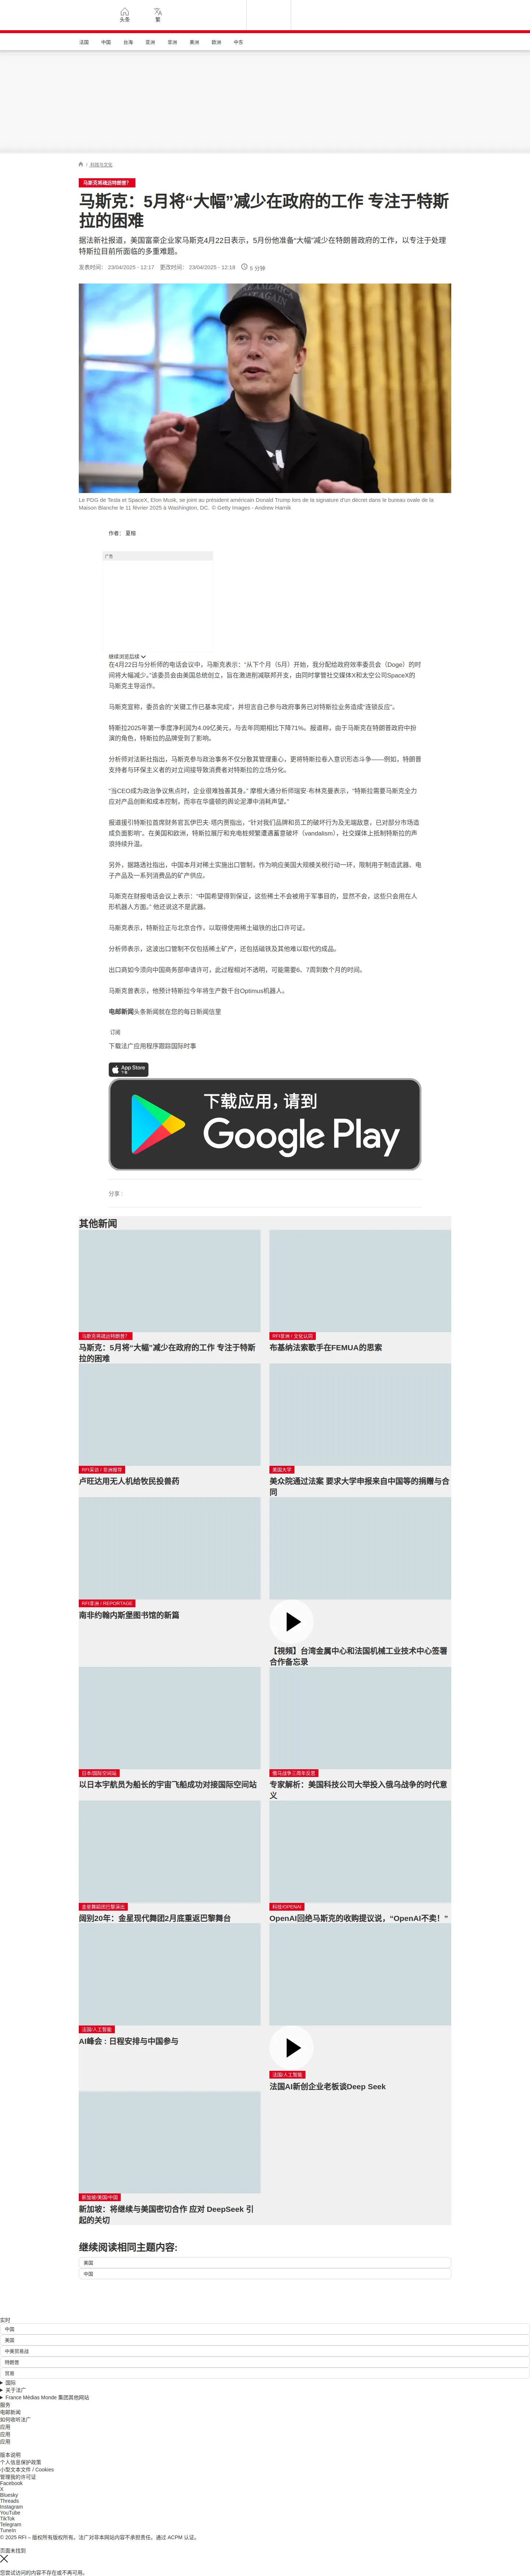 头条
繁
法国
中国
台海
亚洲
非洲
美洲
欧洲
中东
/ 科技与文化
马斯克将疏远特朗普？
马斯克：5月将“大幅”减少在政府的工作 专注于特斯
拉的困难
据法新社报道，美国富豪企业家马斯克4月22日表示，5月份他准备“大幅”减少在特朗普政府的工作，以专注于处理
特斯拉目前所面临的多重难题。
发表时间： 23/04/2025 - 12:17 更改时间： 23/04/2025 - 12:18 5 分钟
Le PDG de Tesla et SpaceX, Elon Musk, se joint au président américain Donald Trump lors de la signature d'un décret dans le bureau ovale de la
Maison Blanche le 11 février 2025 à Washington, DC. © Getty Images - Andrew Harnik
作者： 夏榕
广告
继续浏览后续
在4月22日与分析师的电话会议中，马斯克表示：“从下个月（5月）开始，我分配给政府效率委员会（Doge）的时
间将大幅减少。”该委员会由美国总统创立，旨在激进削减联邦开支，由同时掌管社交媒体X和太空公司SpaceX的
马斯克主导运作。
马斯克宣称，委员会的“关键工作已基本完成”，并坦言自己参与政府事务已对特斯拉业务造成“连锁反应”。
特斯拉2025年第一季度净利润为4.09亿美元，与去年同期相比下降71%。报道称，由于马斯克在特朗普政府中扮
演的角色，特斯拉的品牌受到了影响。
分析师对法新社指出，马斯克参与政治事务不仅分散其管理重心，更将特斯拉卷入意识形态斗争——例如，特朗普
支持者与环保主义者的对立间接导致消费者对特斯拉的立场分化。
“当CEO成为政治争议焦点时，企业很难独善其身。” 摩根大通分析师瑞安·布林克曼表示，“特斯拉需要马斯克全力
应对产品创新和成本控制，而非在华盛顿的舆论泥潭中消耗声望。”
报道援引特斯拉首席财务官瓦伊巴夫·塔内贾指出，“针对我们品牌和员工的破坏行为及无端敌意，已对部分市场造
成负面影响”。在美国和欧洲，特斯拉展厅和充电桩频繁遭遇蓄意破坏（vandalism），社交媒体上抵制特斯拉的声
浪持续升温。
另外，据路透社指出，中国本月对稀土实施出口管制，作为响应美国大规模关税行动一环，限制用于制造武器、电
子产品及一系列消费品的矿产供应。
马斯克在财报电话会议上表示：“中国希望得到保证，这些稀土不会被用于军事目的，显然不会，这些只会用在人
形机器人方面。” 他还说这不是武器。
马斯克表示，特斯拉正与北京合作，以取得使用稀土磁铁的出口许可证。
分析师表示，这波出口管制不仅包括稀土矿产，还包括磁铁及其他难以取代的成品。
出口商如今须向中国商务部申请许可，此过程相对不透明，可能需要6、7周到数个月的时间。
马斯克曾表示，他预计特斯拉今年将生产数千台Optimus机器人。
电邮新闻头条新闻就在您的每日新闻信里
订阅
下载法广应用程序跟踪国际时事
App Store
下载
下载应用，请到
Google Play
分享 :
其他新闻
马斯克将疏远特朗普？
马斯克：5月将“大幅”减少在政府的工作 专注于特斯
拉的困难
RFI非洲 / 文化认同
布基纳法索歌手在FEMUA的思索
RFI采访 / 非洲報导
卢旺达用无人机给牧民投兽药
美国大学
美众院通过法案 要求大学申报来自中国等的捐赠与合
同
RFI非洲 / REPORTAGE
南非约翰内斯堡图书馆的新篇
【视频】台湾金属中心和法国机械工业技术中心签署
合作备忘录
日本/国际空间站
以日本宇航员为船长的宇宙飞船成功对接国际空间站
俄乌战争三周年反思
专家解析：美国科技公司大举投入俄乌战争的时代意
义
金星舞蹈团巴黎演出
阔别20年：金星现代舞团2月底重返巴黎舞台
科技/OPENAI
OpenAI回绝马斯克的收购提议说，“OpenAI不卖！”
法国/人工智能
AI峰会 : 日程安排与中国参与
法国/人工智能
法国AI新创企业老板谈Deep Seek
新加坡/美国/中国
新加坡：将继续与美国密切合作 应对 DeepSeek 引
起的关切
继续阅读相同主题内容:
美国
中国
实时
中国
美国
中美贸易战
特朗普
贸易
国际
关于法广
France Médias Monde 集团其他网站
服务
电邮新闻
如何收听法广
应用
应用
应用
版本说明
个人信息保护政策
小型文本文件 / Cookies
管理我的许可证
Facebook
X
Bluesky
Threads
Instagram
YouTube
TikTok
Telegram
TuneIn
© 2025 RFI – 版权所有版权所有。法广对非本网站内容不承担责任。通过 ACPM 认证。
页面未找到
您尝试访问的内容不存在或不再可用。